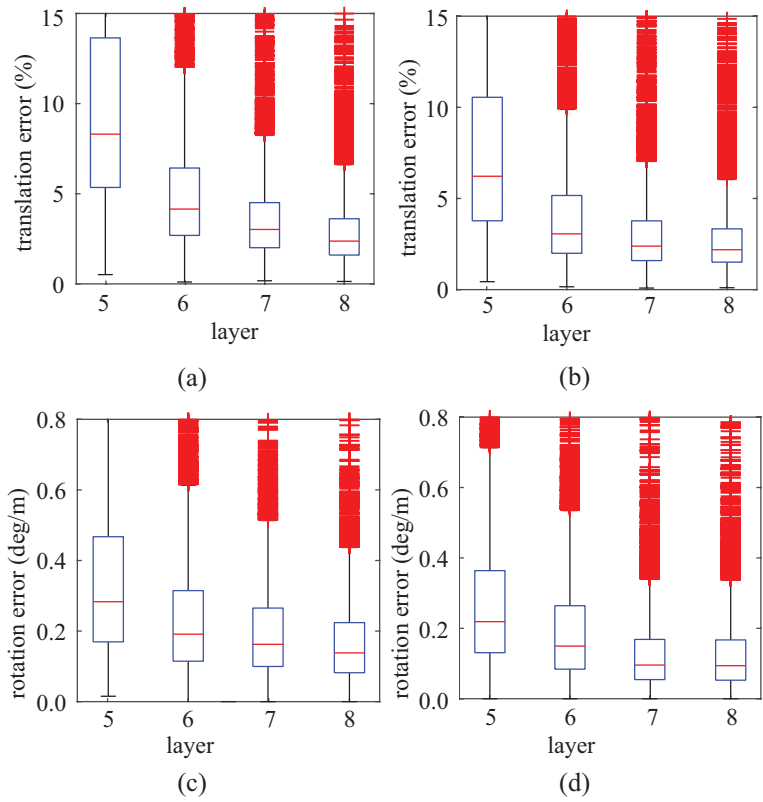 translation error (%)
15
10
5
0
5 6 7 8
layer
(a)
translation error (%)
15
10
5
0
5 6 7 8
layer
(b)
rotation error (deg/m)
0.8
0.6
0.4
0.2
0.0
5 6 7 8
layer
(c)
rotation error (deg/m)
0.8
0.6
0.4
0.2
0.0
5 6 7 8
layer
(d)